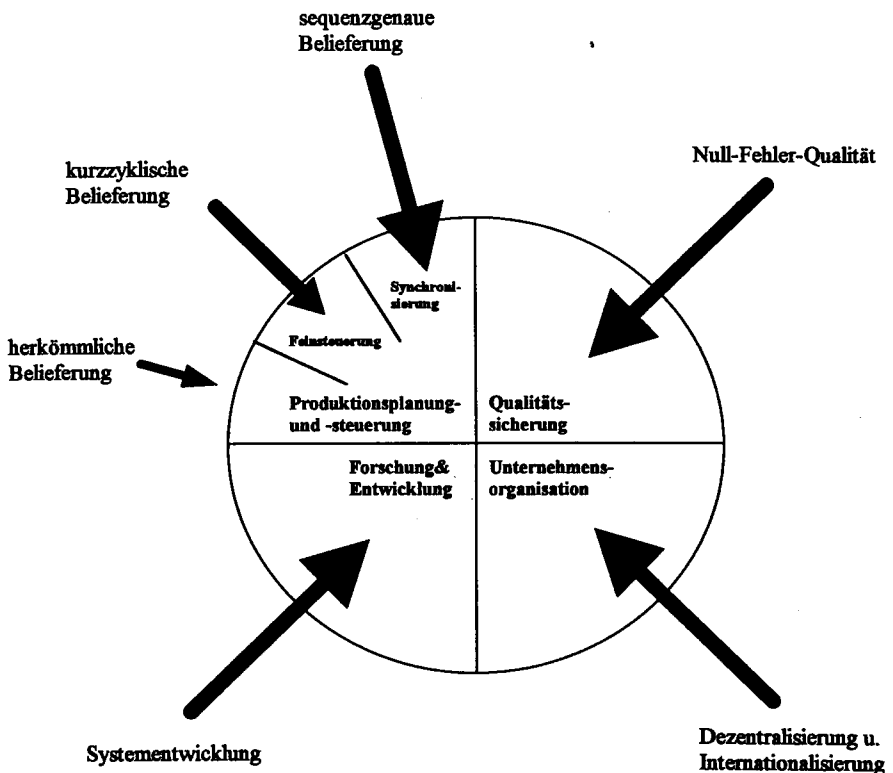 sequenzgenaue
Belieferung
Null-Fehler-Qualität
kurzzyklische
Belieferung
Synchroni-
sierung
Feinsteuerung
herkömmliche
Belieferung
Produktionsplanung-
und -steuerung
Qualitäts-
sicherung
Forschung&
Entwicklung
Unternehmens-
organisation
Systementwicklung
Dezentralisierung u.
Internationalisierung